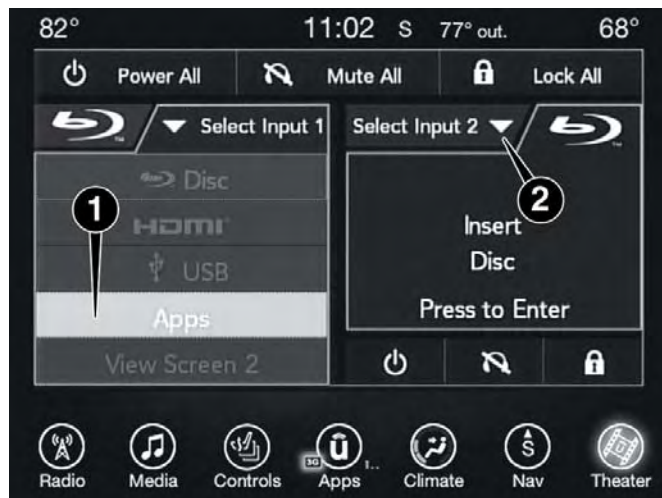 82° 11:02 S 77° out. 68°
Power All Mute All Lock All
Select Input 1 Select Input 2
Disc
HDMI
USB
Apps
View Screen 2
Insert
Disc
Press to Enter
1
2
3G 1..
S
Radio Media Controls Apps Climate Nav Theater